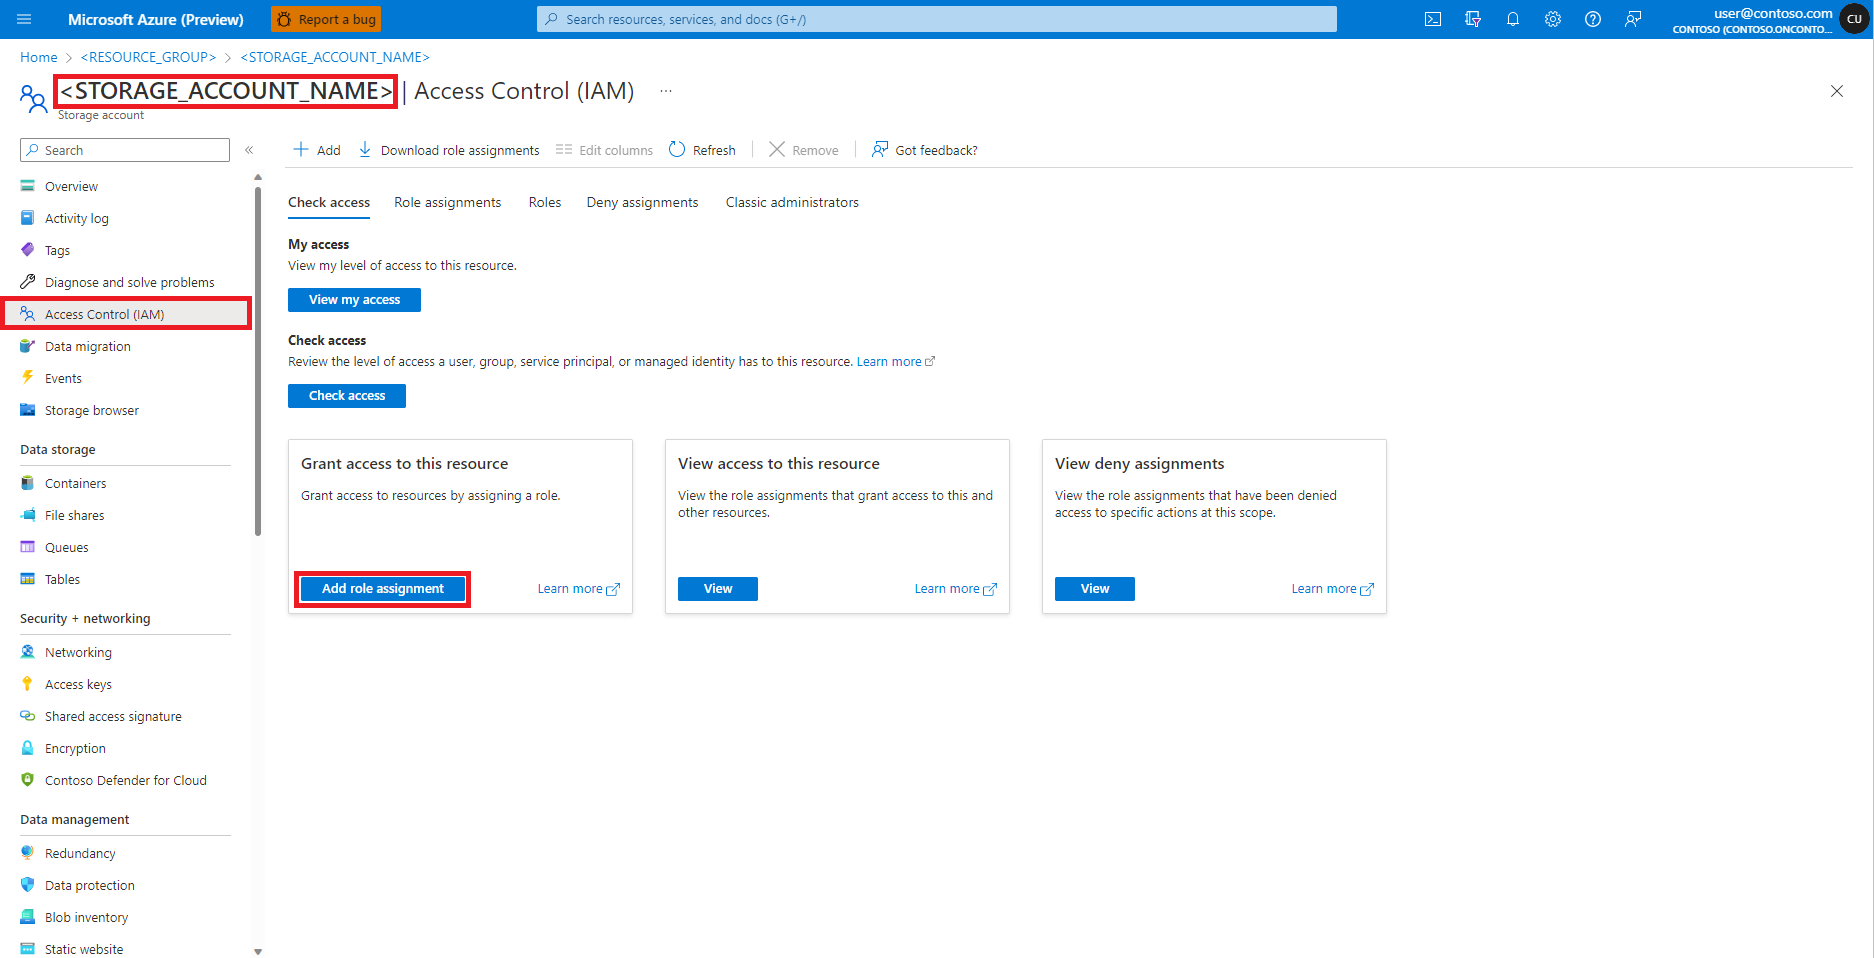 Microsoft Azure (Preview)
Report a bug
Search resources, services, and docs (G+/)
user@contoso.com
CONTOSO (CONTOSO.ONCONTO...
CU
Home > <RESOURCE_GROUP> > <STORAGE_ACCOUNT_NAME>
<STORAGE_ACCOUNT_NAME> | Access Control (IAM) ...
Storage account
Search
Overview
Activity log
Tags
Diagnose and solve problems
Access Control (IAM)
Data migration
Events
Storage browser
Data storage
Containers
File shares
Queues
Tables
Security + networking
Networking
Access keys
Shared access signature
Encryption
Contoso Defender for Cloud
Data management
Redundancy
Data protection
Blob inventory
Static website
Add
Download role assignments
Edit columns
Refresh
Remove
Got feedback?
Check access
Role assignments
Roles
Deny assignments
Classic administrators
My access
View my level of access to this resource.
View my access
Check access
Review the level of access a user, group, service principal, or managed identity has to this resource. Learn more
Check access
Grant access to this resource
Grant access to resources by assigning a role.
Add role assignment
Learn more
View access to this resource
View the role assignments that grant access to this and
other resources.
View
Learn more
View deny assignments
View the role assignments that have been denied
access to specific actions at this scope.
View
Learn more